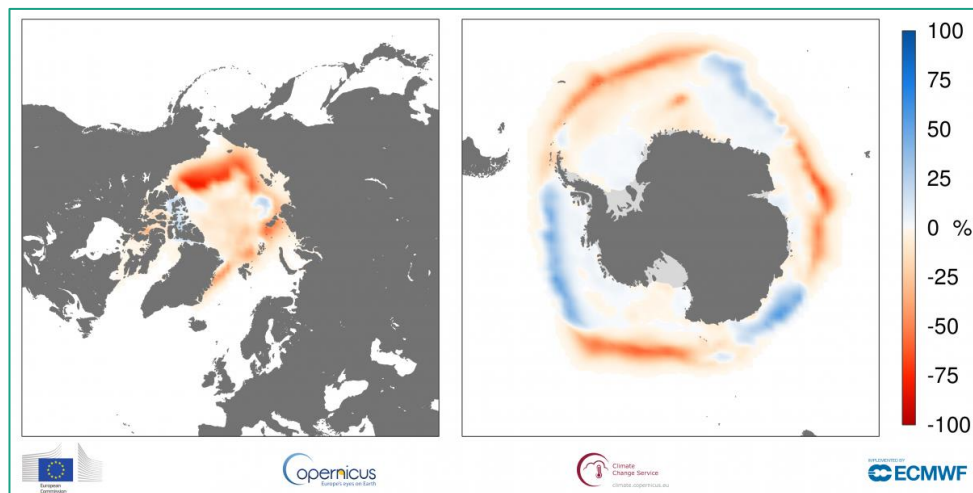 100
75
50
25
0 %
-25
-50
-75
-100
European
Commission
opernicus
Europe's eyes on Earth
Climate
Change Service
climate.copernicus.eu
IMPLEMENTED BY
ECMWF